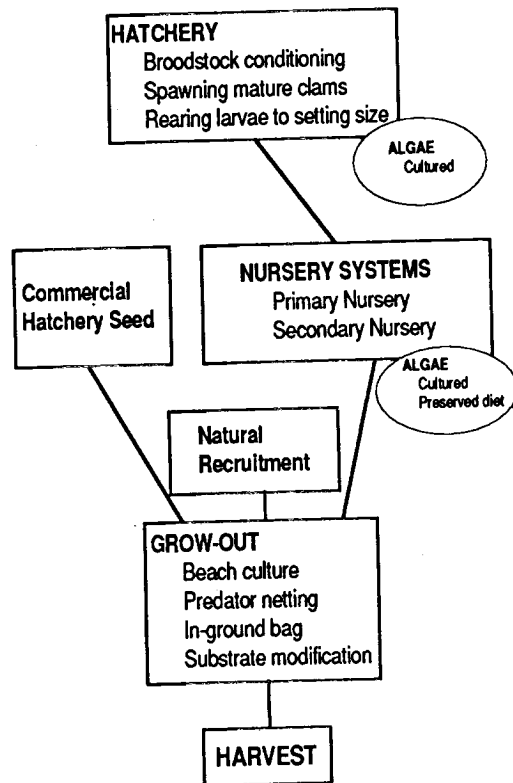 HATCHERY
Broodstock conditioning
Spawning mature clams
Rearing larvae to setting size
ALGAE
Cultured
Commercial
Hatchery Seed
NURSERY SYSTEMS
Primary Nursery
Secondary Nursery
ALGAE
Cultured
Preserved diet
Natural
Recruitment
GROW-OUT
Beach culture
Predator netting
In-ground bag
Substrate modification
HARVEST